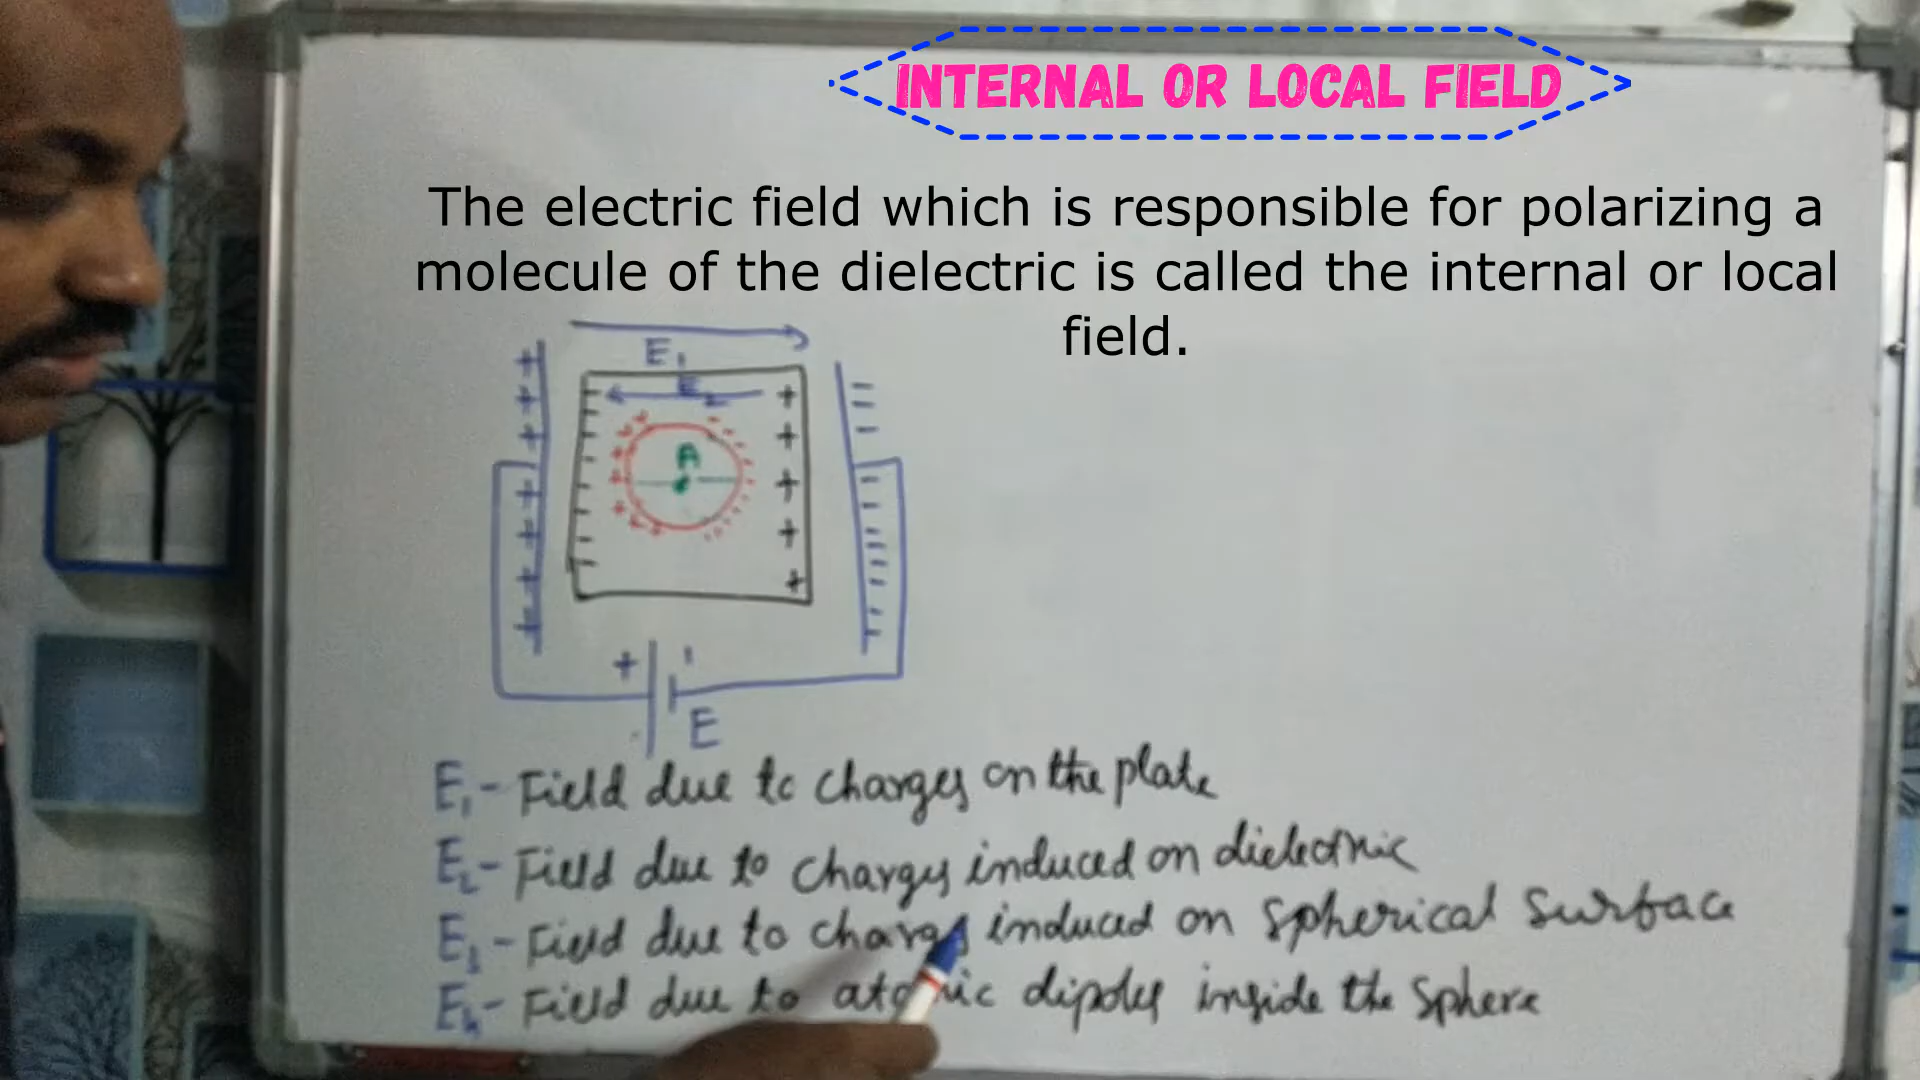 INTERNAL OR LOCAL FIELD
The electric field which is responsible for polarizing a
molecule of the dielectric is called the internal or local
field.
E₁
E₂
A
+
E
E₁ - Field due to charges on the plate
E₂ - Field due to charges induced on dielectric
E₃ - Field due to charges induced on Spherical Surface
E₄ - Field due to atomic dipoles inside the Sphere